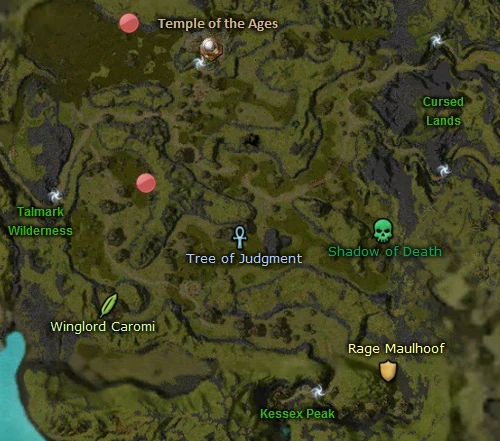 Temple of the Ages
Cursed
Lands
Talmark
Wilderness
Tree of Judgment
Shadow of Death
Winglord Caromi
Rage Maulhoof
Kessex Peak